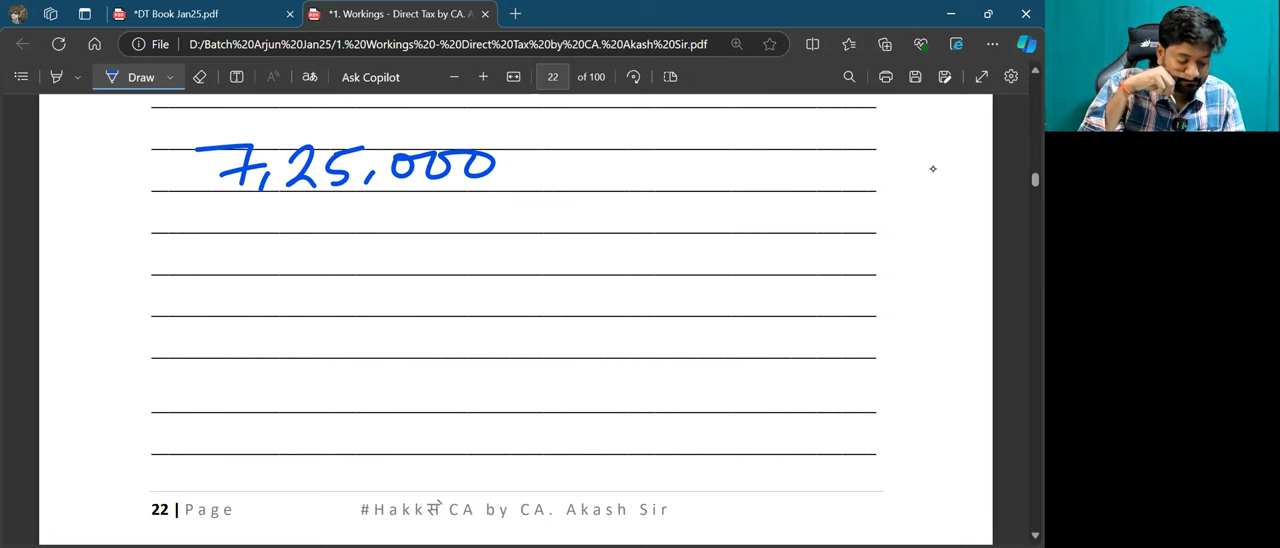 *DT Book Jan25.pdf
*1. Workings - Direct Tax by CA. A
File
D:/Batch%20Arjun%20Jan25/1.%20Workings%20-%20Direct%20Tax%20by%20CA.%20Akash%20Sir.pdf
Draw
aあ
Ask Copilot
22 of 100
7,25,000
22 | Page
#Hakkसे CA by CA. Akash Sir